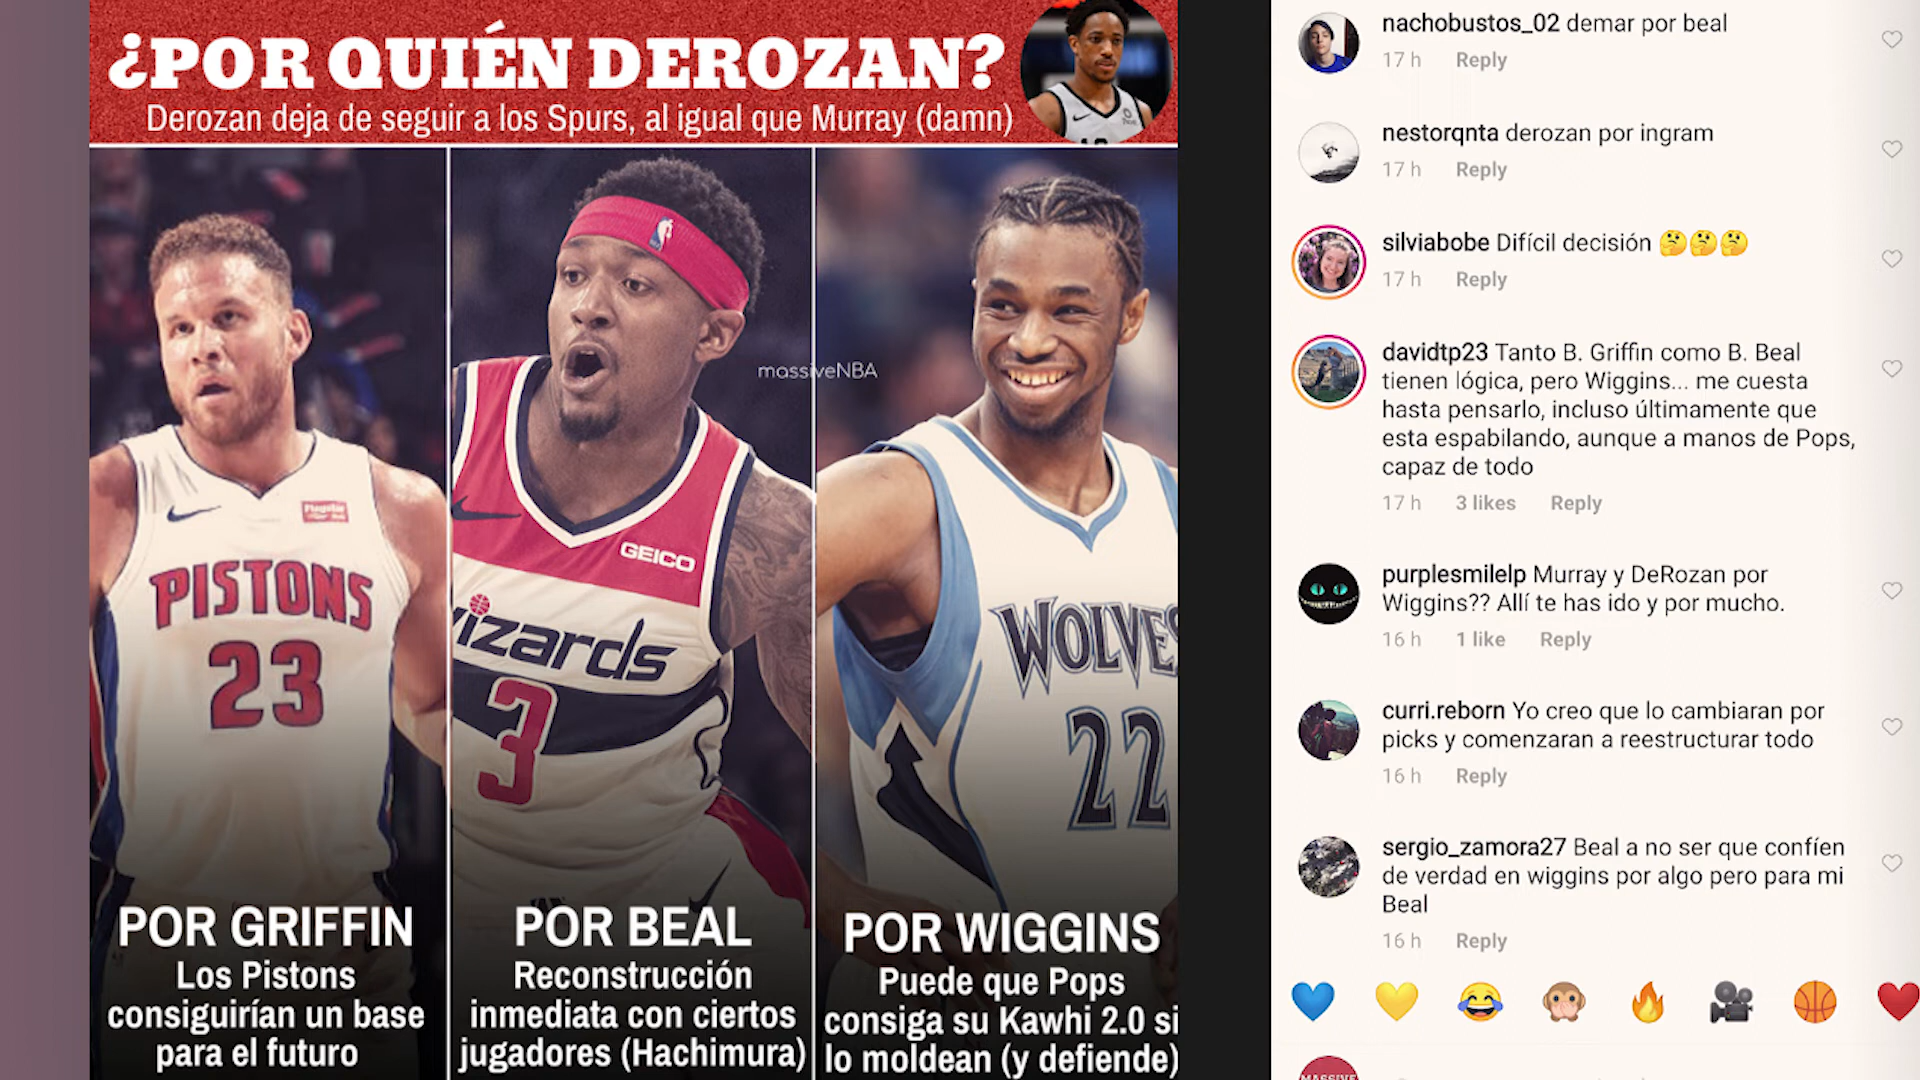 ¿POR QUIÉN DEROZAN?
Derozan deja de seguir a los Spurs, al igual que Murray (damn)
massiveNBA
PISTONS
23
GEICO
wizards
3
WOLVES
22
POR GRIFFIN
Los Pistons
consiguirían un base
para el futuro
POR BEAL
Reconstrucción
inmediata con ciertos
jugadores (Hachimura)
POR WIGGINS
Puede que Pops
consiga su Kawhi 2.0 si
lo moldean (y defiende)
nachobustos_02 demar por beal
17 h Reply
nestorqnta derozan por ingram
17 h Reply
silviabobe Difícil decisión 🤔🤔🤔
17 h Reply
davidtp23 Tanto B. Griffin como B. Beal
tienen lógica, pero Wiggins... me cuesta
hasta pensarlo, incluso últimamente que
esta espabilando, aunque a manos de Pops,
capaz de todo
17 h 3 likes Reply
purplesmilelp Murray y DeRozan por
Wiggins?? Allí te has ido y por mucho.
16 h 1 like Reply
curri.reborn Yo creo que lo cambiaran por
picks y comenzaran a reestructurar todo
16 h Reply
sergio_zamora27 Beal a no ser que confíen
de verdad en wiggins por algo pero para mi
Beal
16 h Reply
MASSIVE